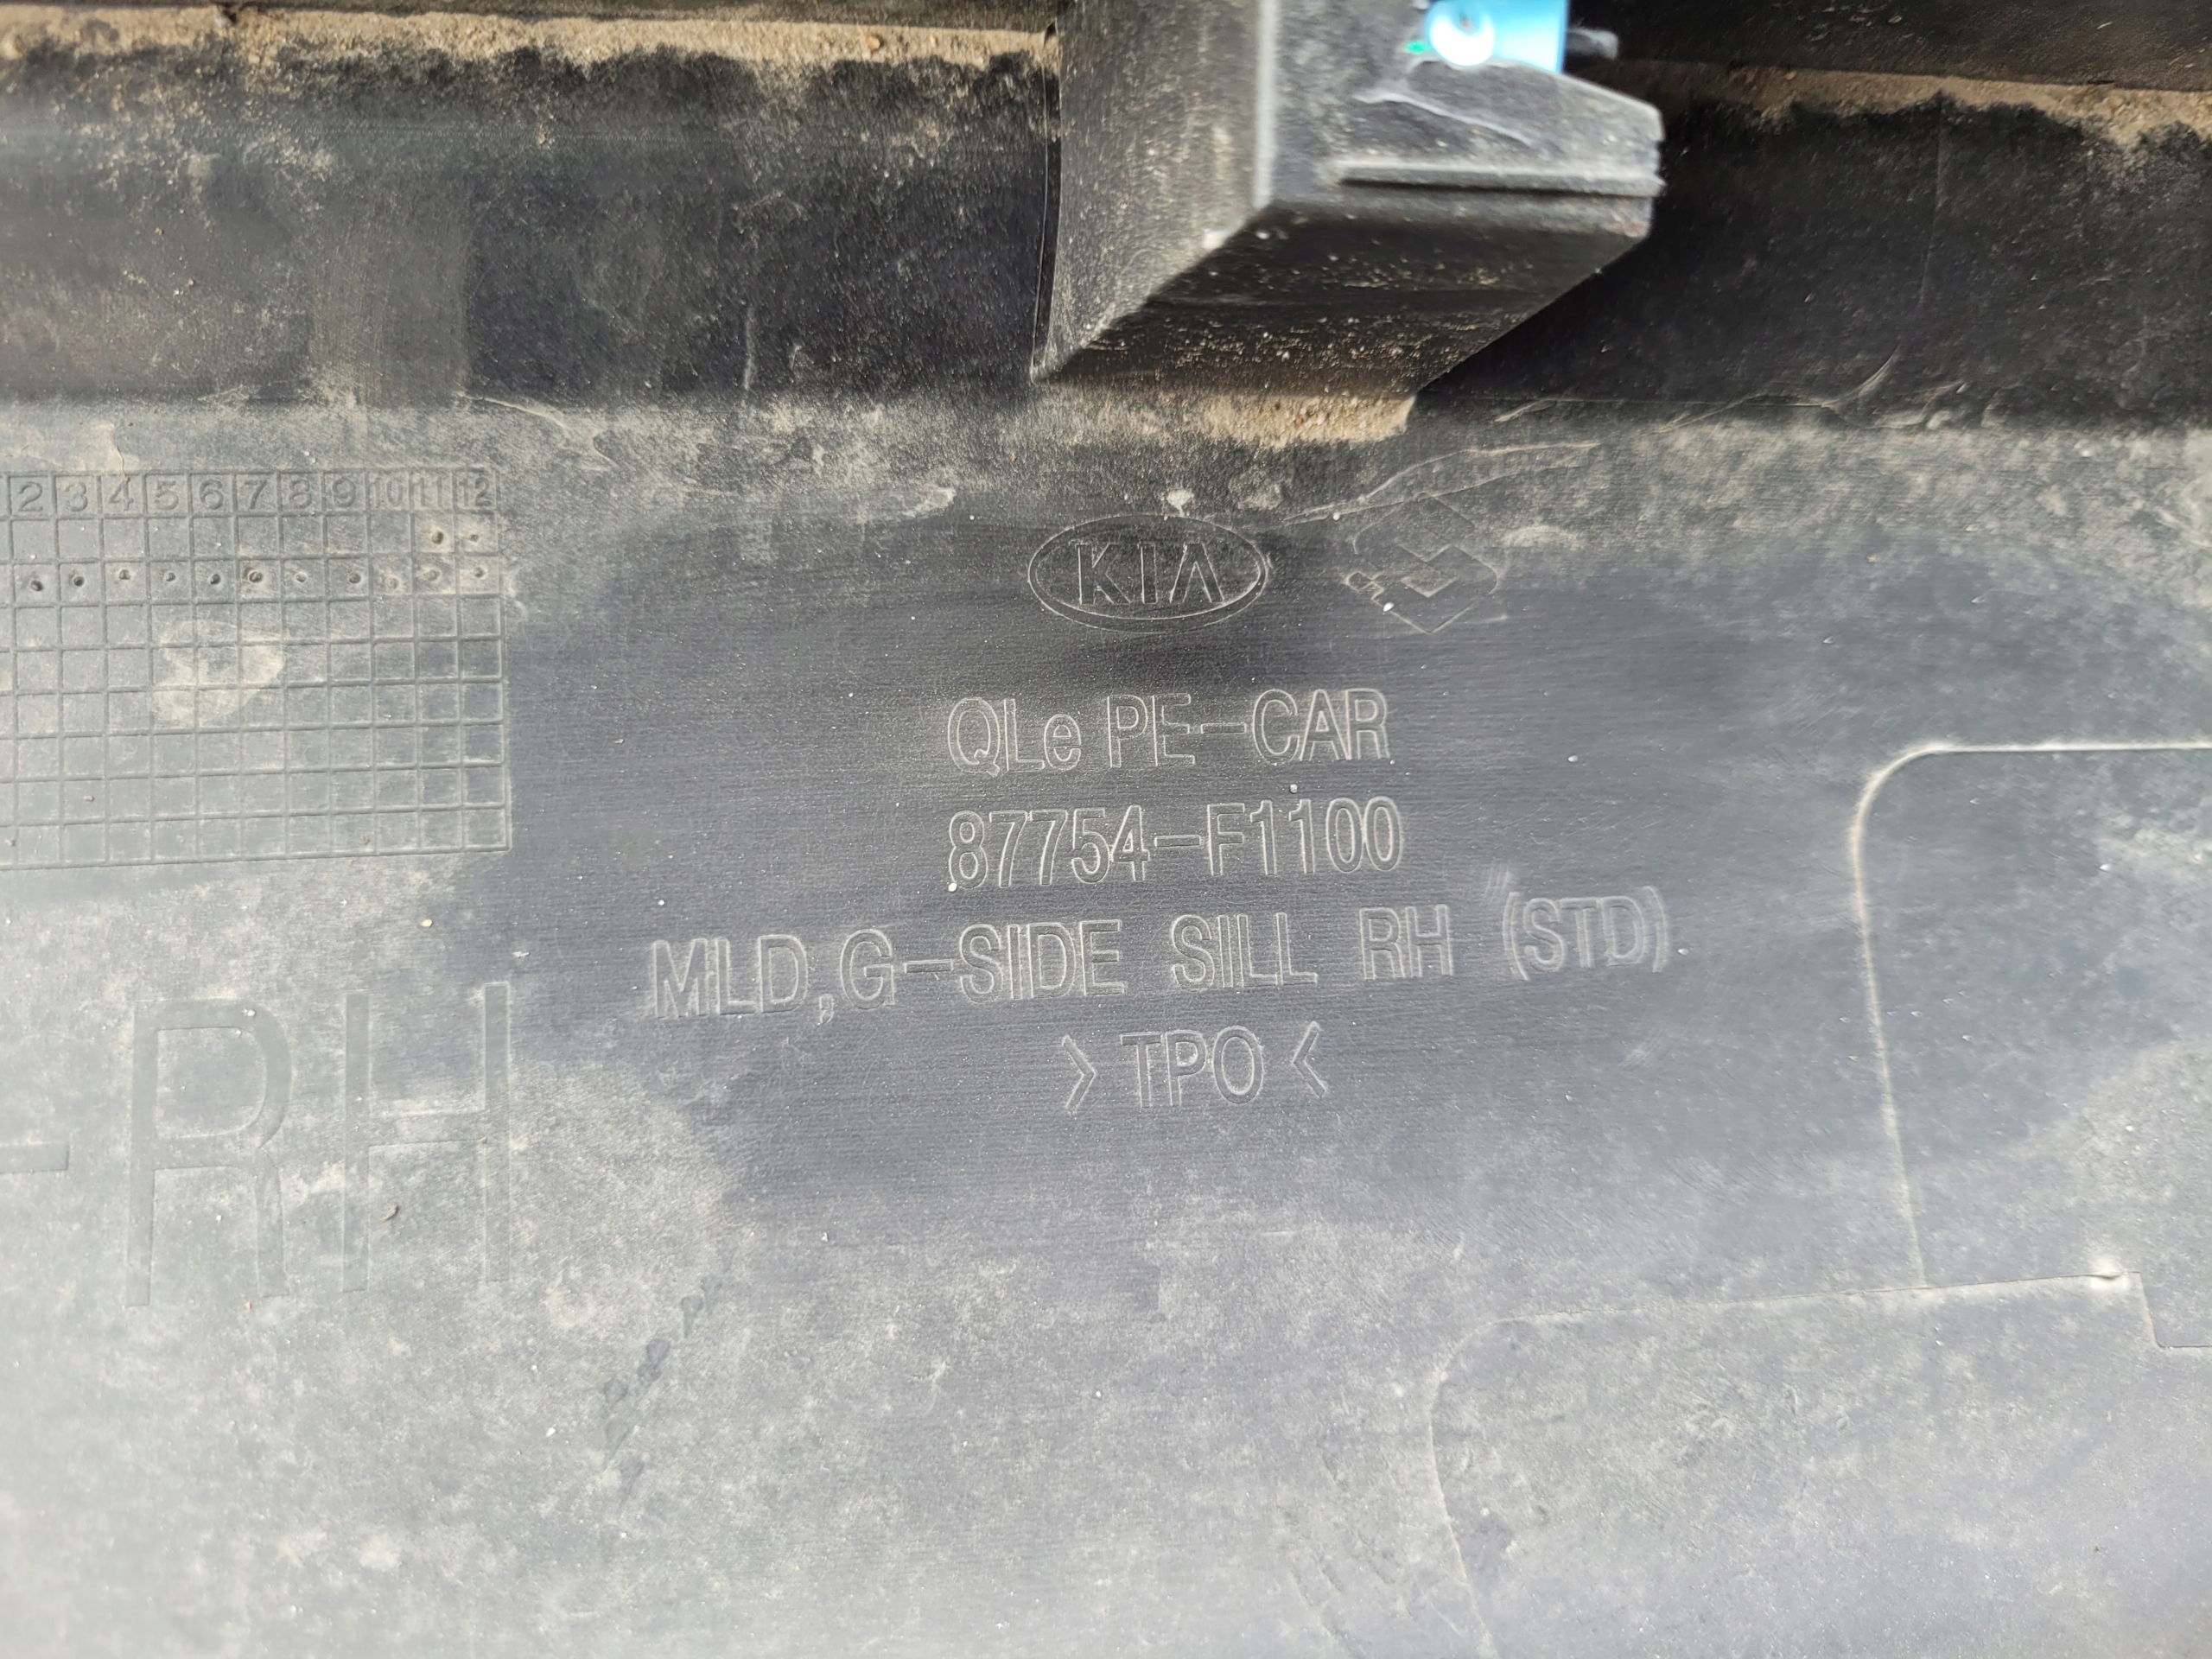 2 3 4 5 6 7 8 9 10 11 12
KIA
QLe PE-CAR
87754-F1100
MLD,G-SIDE SILL RH (STD)
>TPO<
-RH